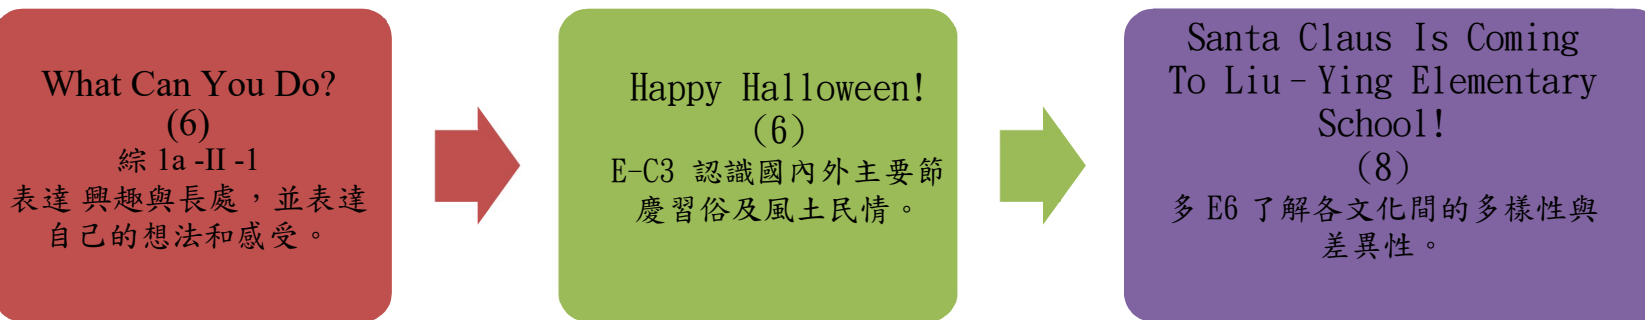 What Can You Do?
(6)
綜 1a -II -1
表達 興趣與長處，並表達
自己的想法和感受。
Happy Halloween!
(6)
E-C3 認識國內外主要節
慶習俗及風土民情。
Santa Claus Is Coming
To Liu–Ying Elementary
School!
(8)
多 E6 了解各文化間的多樣性與
差異性。